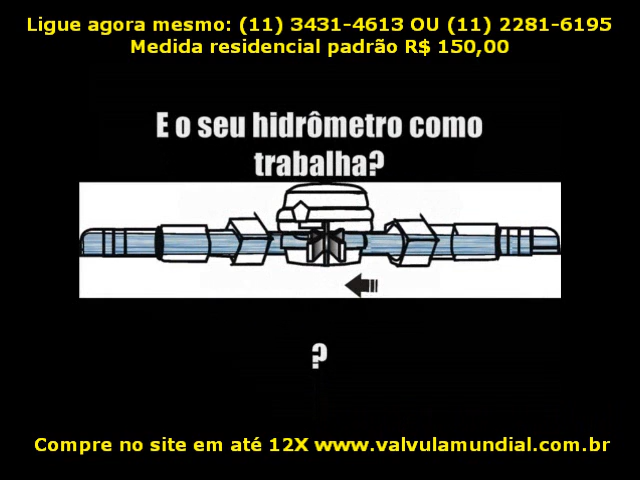 Ligue agora mesmo: (11) 3431-4613 OU (11) 2281-6195
Medida residencial padrão R$ 150,00
E o seu hidrômetro como
trabalha?
?
Compre no site em até 12X www.valvulamundial.com.br